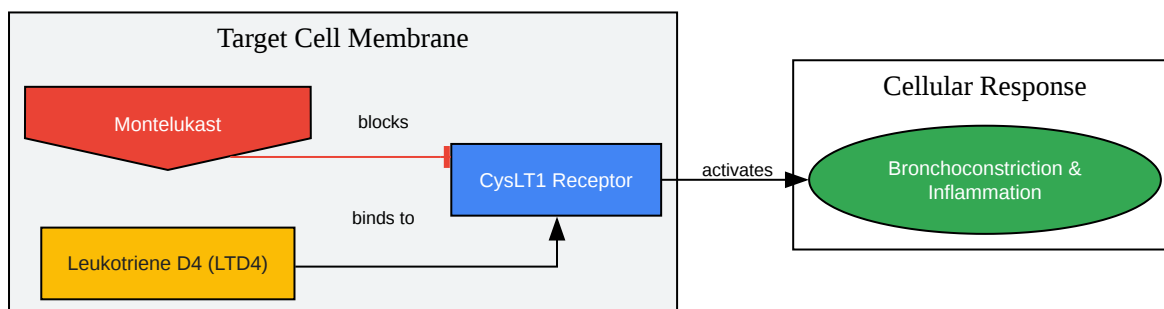 Target Cell Membrane
Montelukast
blocks
CysLT1 Receptor
binds to
Leukotriene D4 (LTD4)
activates
Cellular Response
Bronchoconstriction &
Inflammation